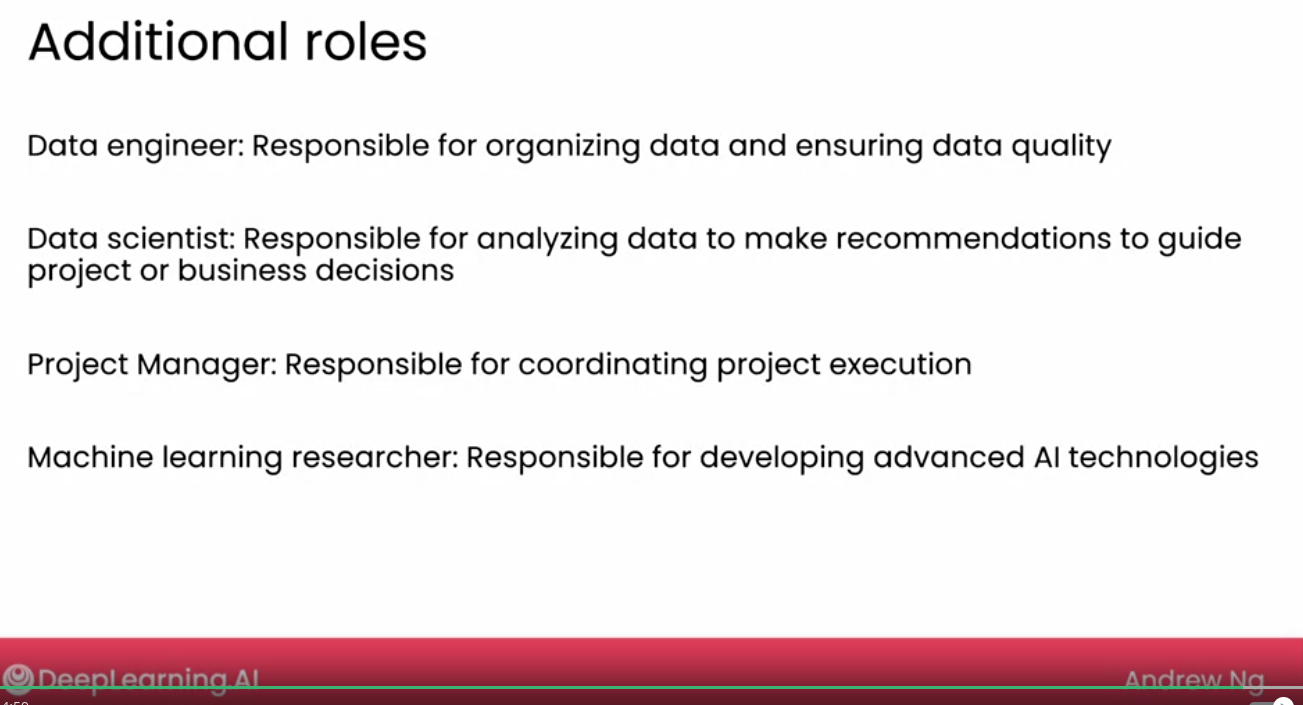 Additional roles
Data engineer: Responsible for organizing data and ensuring data quality
Data scientist: Responsible for analyzing data to make recommendations to guide
project or business decisions
Project Manager: Responsible for coordinating project execution
Machine learning researcher: Responsible for developing advanced AI technologies
DeepLearning.AI
Andrew Ng